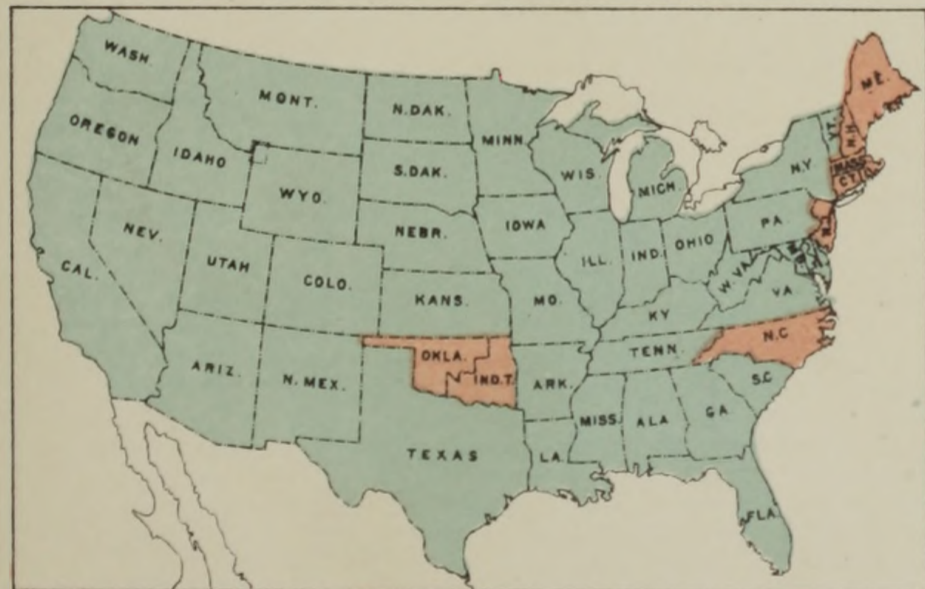 WASH.
MONT.
N.DAK.
MINN.
ME.
OREGON
IDAHO
S.DAK.
WIS.
MICH.
N.Y.
VT.
N.H.
MASS.
CT.
R.I.
WYO.
NEBR.
IOWA
PA.
N.J.
NEV.
UTAH
COLO.
ILL.
IND.
OHIO
W.VA.
VA.
CAL.
KANS.
MO.
KY
N.C
TENN.
OKLA.
IND.T.
ARIZ.
N.MEX.
ARK.
S.C
MISS.
ALA
GA.
TEXAS
LA.
FLA.